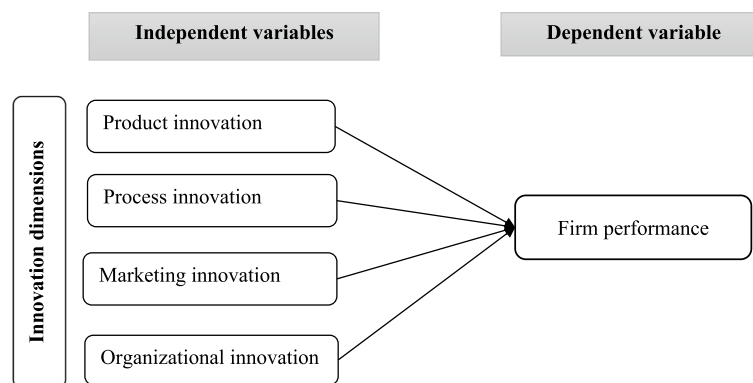 Independent variables
Dependent variable
Innovation dimensions
Product innovation
Process innovation
Marketing innovation
Organizational innovation
Firm performance